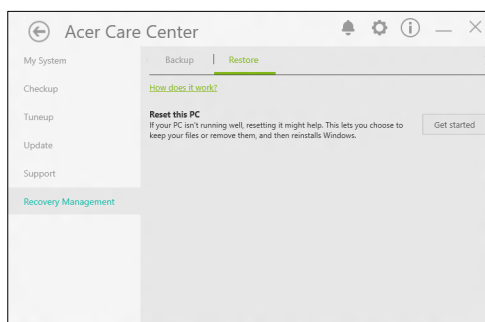 Acer Care Center
My System
Checkup
Tuneup
Update
Support
Recovery Management
Backup | Restore
How does it work?
Reset this PC
If your PC isn't running well, resetting it might help. This lets you choose to
keep your files or remove them, and then reinstalls Windows.
Get started